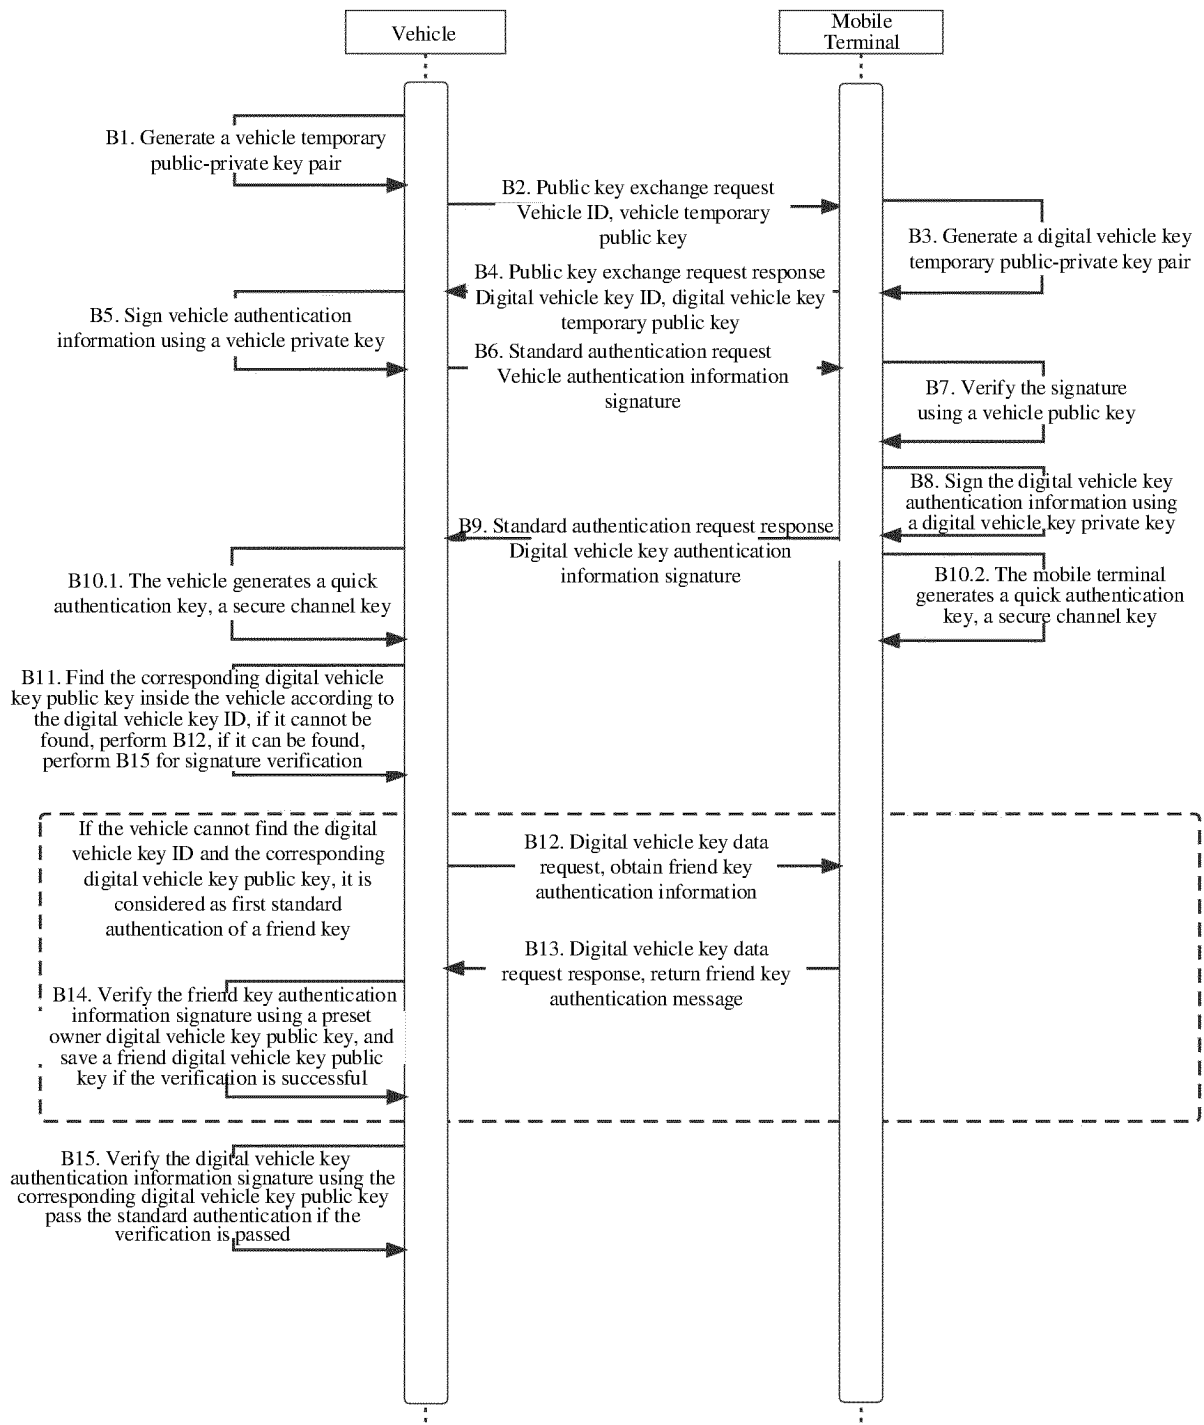 Vehicle
Mobile
Terminal
B1. Generate a vehicle temporary
public-private key pair
B2. Public key exchange request
Vehicle ID, vehicle temporary
public key
B3. Generate a digital vehicle key
temporary public-private key pair
B4. Public key exchange request response
Digital vehicle key ID, digital vehicle key
temporary public key
B5. Sign vehicle authentication
information using a vehicle private key
B6. Standard authentication request
Vehicle authentication information
signature
B7. Verify the signature
using a vehicle public key
B8. Sign the digital vehicle key
authentication information using
a digital vehicle key private key
B9. Standard authentication request response
Digital vehicle key authentication
information signature
B10.1. The vehicle generates a quick
authentication key, a secure channel key
B10.2. The mobile terminal
generates a quick authentication
key, a secure channel key
B11. Find the corresponding digital vehicle
key public key inside the vehicle according to
the digital vehicle key ID, if it cannot be
found, perform B12, if it can be found,
perform B15 for signature verification
If the vehicle cannot find the digital
vehicle key ID and the corresponding
digital vehicle key public key, it is
considered as first standard
authentication of a friend key
B12. Digital vehicle key data
request, obtain friend key
authentication information
B13. Digital vehicle key data
request response, return friend key
authentication message
B14. Verify the friend key authentication
information signature using a preset
owner digital vehicle key public key, and
save a friend digital vehicle key public
key if the verification is successful
B15. Verify the digital vehicle key
authentication information signature using the
corresponding digital vehicle key public key
pass the standard authentication if the
verification is passed